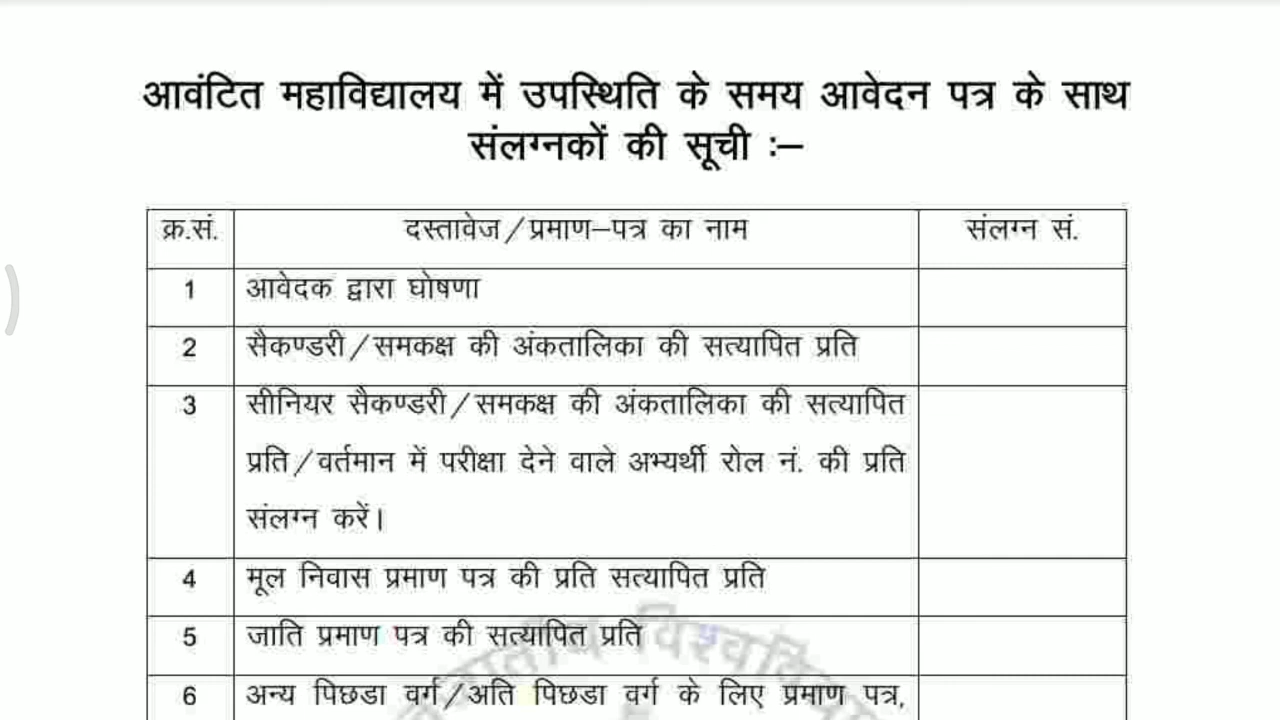 आवंटित महाविद्यालय में उपस्थिति के समय आवेदन पत्र के साथ
संलग्नकों की सूची :–
क्र.सं. दस्तावेज/प्रमाण–पत्र का नाम संलग्न सं.
1 आवेदक द्वारा घोषणा
2 सैकण्डरी/समकक्ष की अंकतालिका की सत्यापित प्रति
3 सीनियर सैकण्डरी/समकक्ष की अंकतालिका की सत्यापित
प्रति/वर्तमान में परीक्षा देने वाले अभ्यर्थी रोल नं. की प्रति
संलग्न करें।
4 मूल निवास प्रमाण पत्र की प्रति सत्यापित प्रति
5 जाति प्रमाण पत्र की सत्यापित प्रति
6 अन्य पिछडा वर्ग/अति पिछडा वर्ग के लिए प्रमाण पत्र,